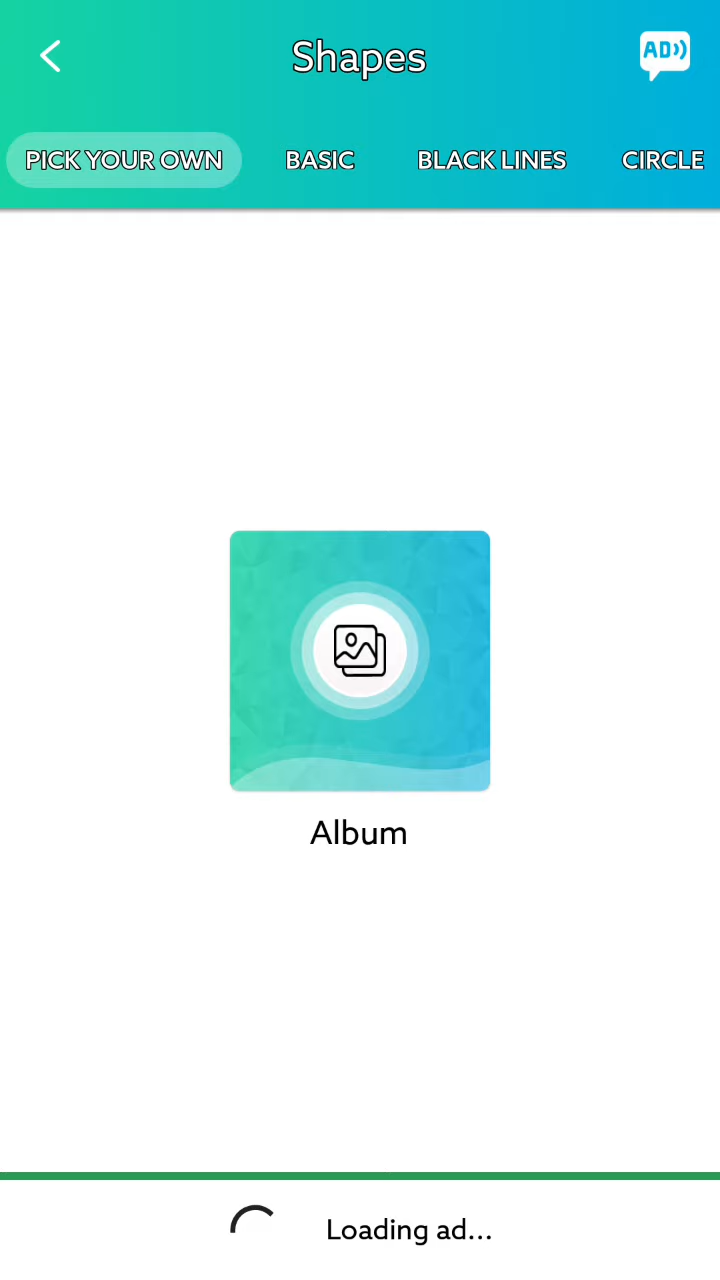 Shapes
AD
PICK YOUR OWN BASIC BLACK LINES CIRCLE
Album
Loading ad...